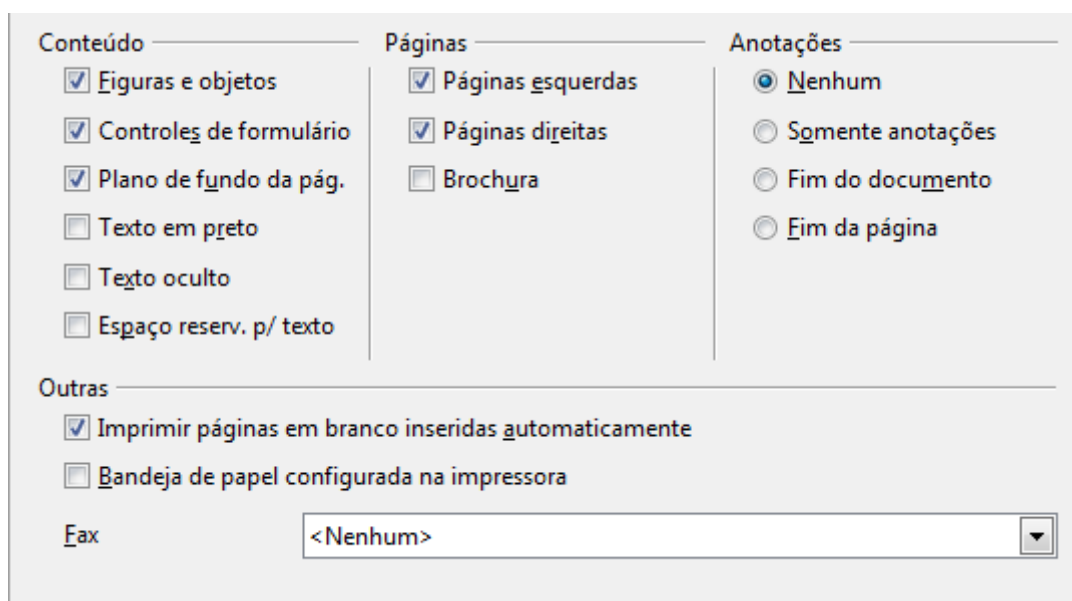 Conteúdo
Figuras e objetos
Controles de formulário
Plano de fundo da pág.
Texto em preto
Texto oculto
Espaço reserv. p/ texto
Páginas
Páginas esquerdas
Páginas direitas
Brochura
Anotações
Nenhum
Somente anotações
Fim do documento
Fim da página
Outras
Imprimir páginas em branco inseridas automaticamente
Bandeja de papel configurada na impressora
Fax
<Nenhum>